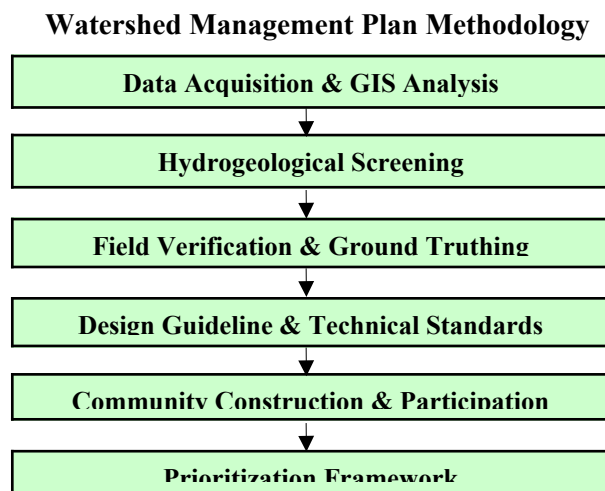 Watershed Management Plan Methodology
Data Acquisition & GIS Analysis
Hydrogeological Screening
Field Verification & Ground Truthing
Design Guideline & Technical Standards
Community Construction & Participation
Prioritization Framework